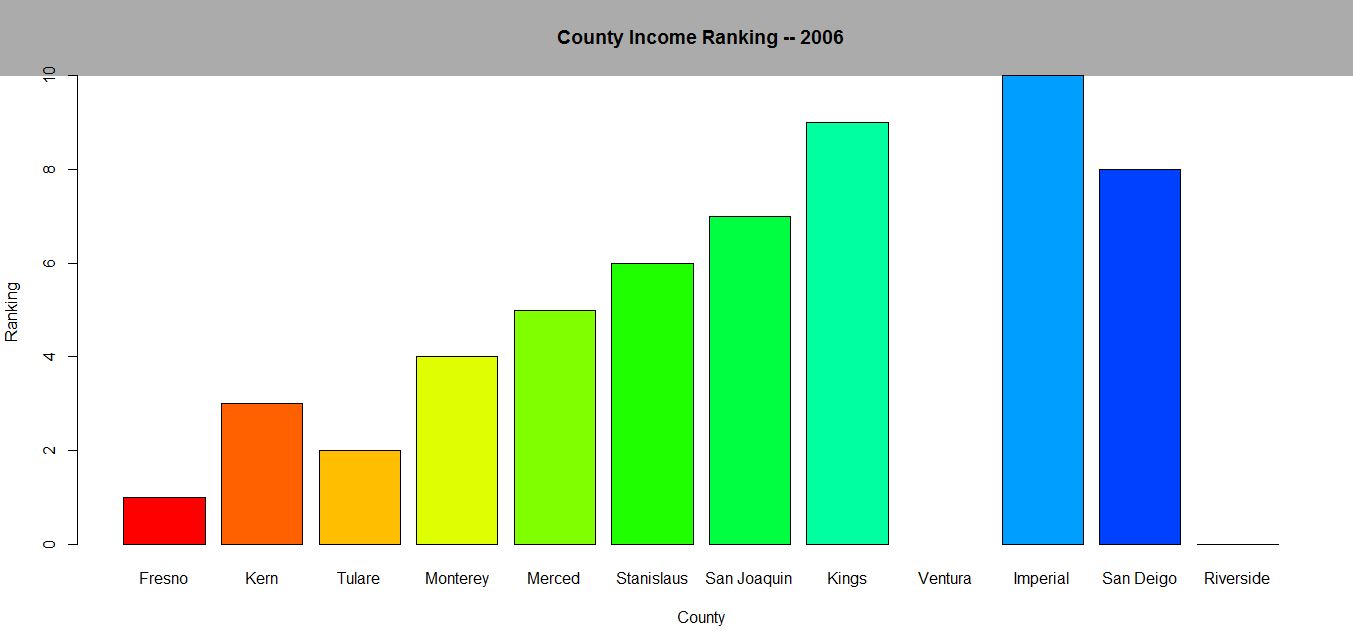 County Income Ranking -- 2006
10
8
6
4
2
0
Ranking
Fresno Kern Tulare Monterey Merced Stanislaus San Joaquin Kings Ventura Imperial San Deigo Riverside
County